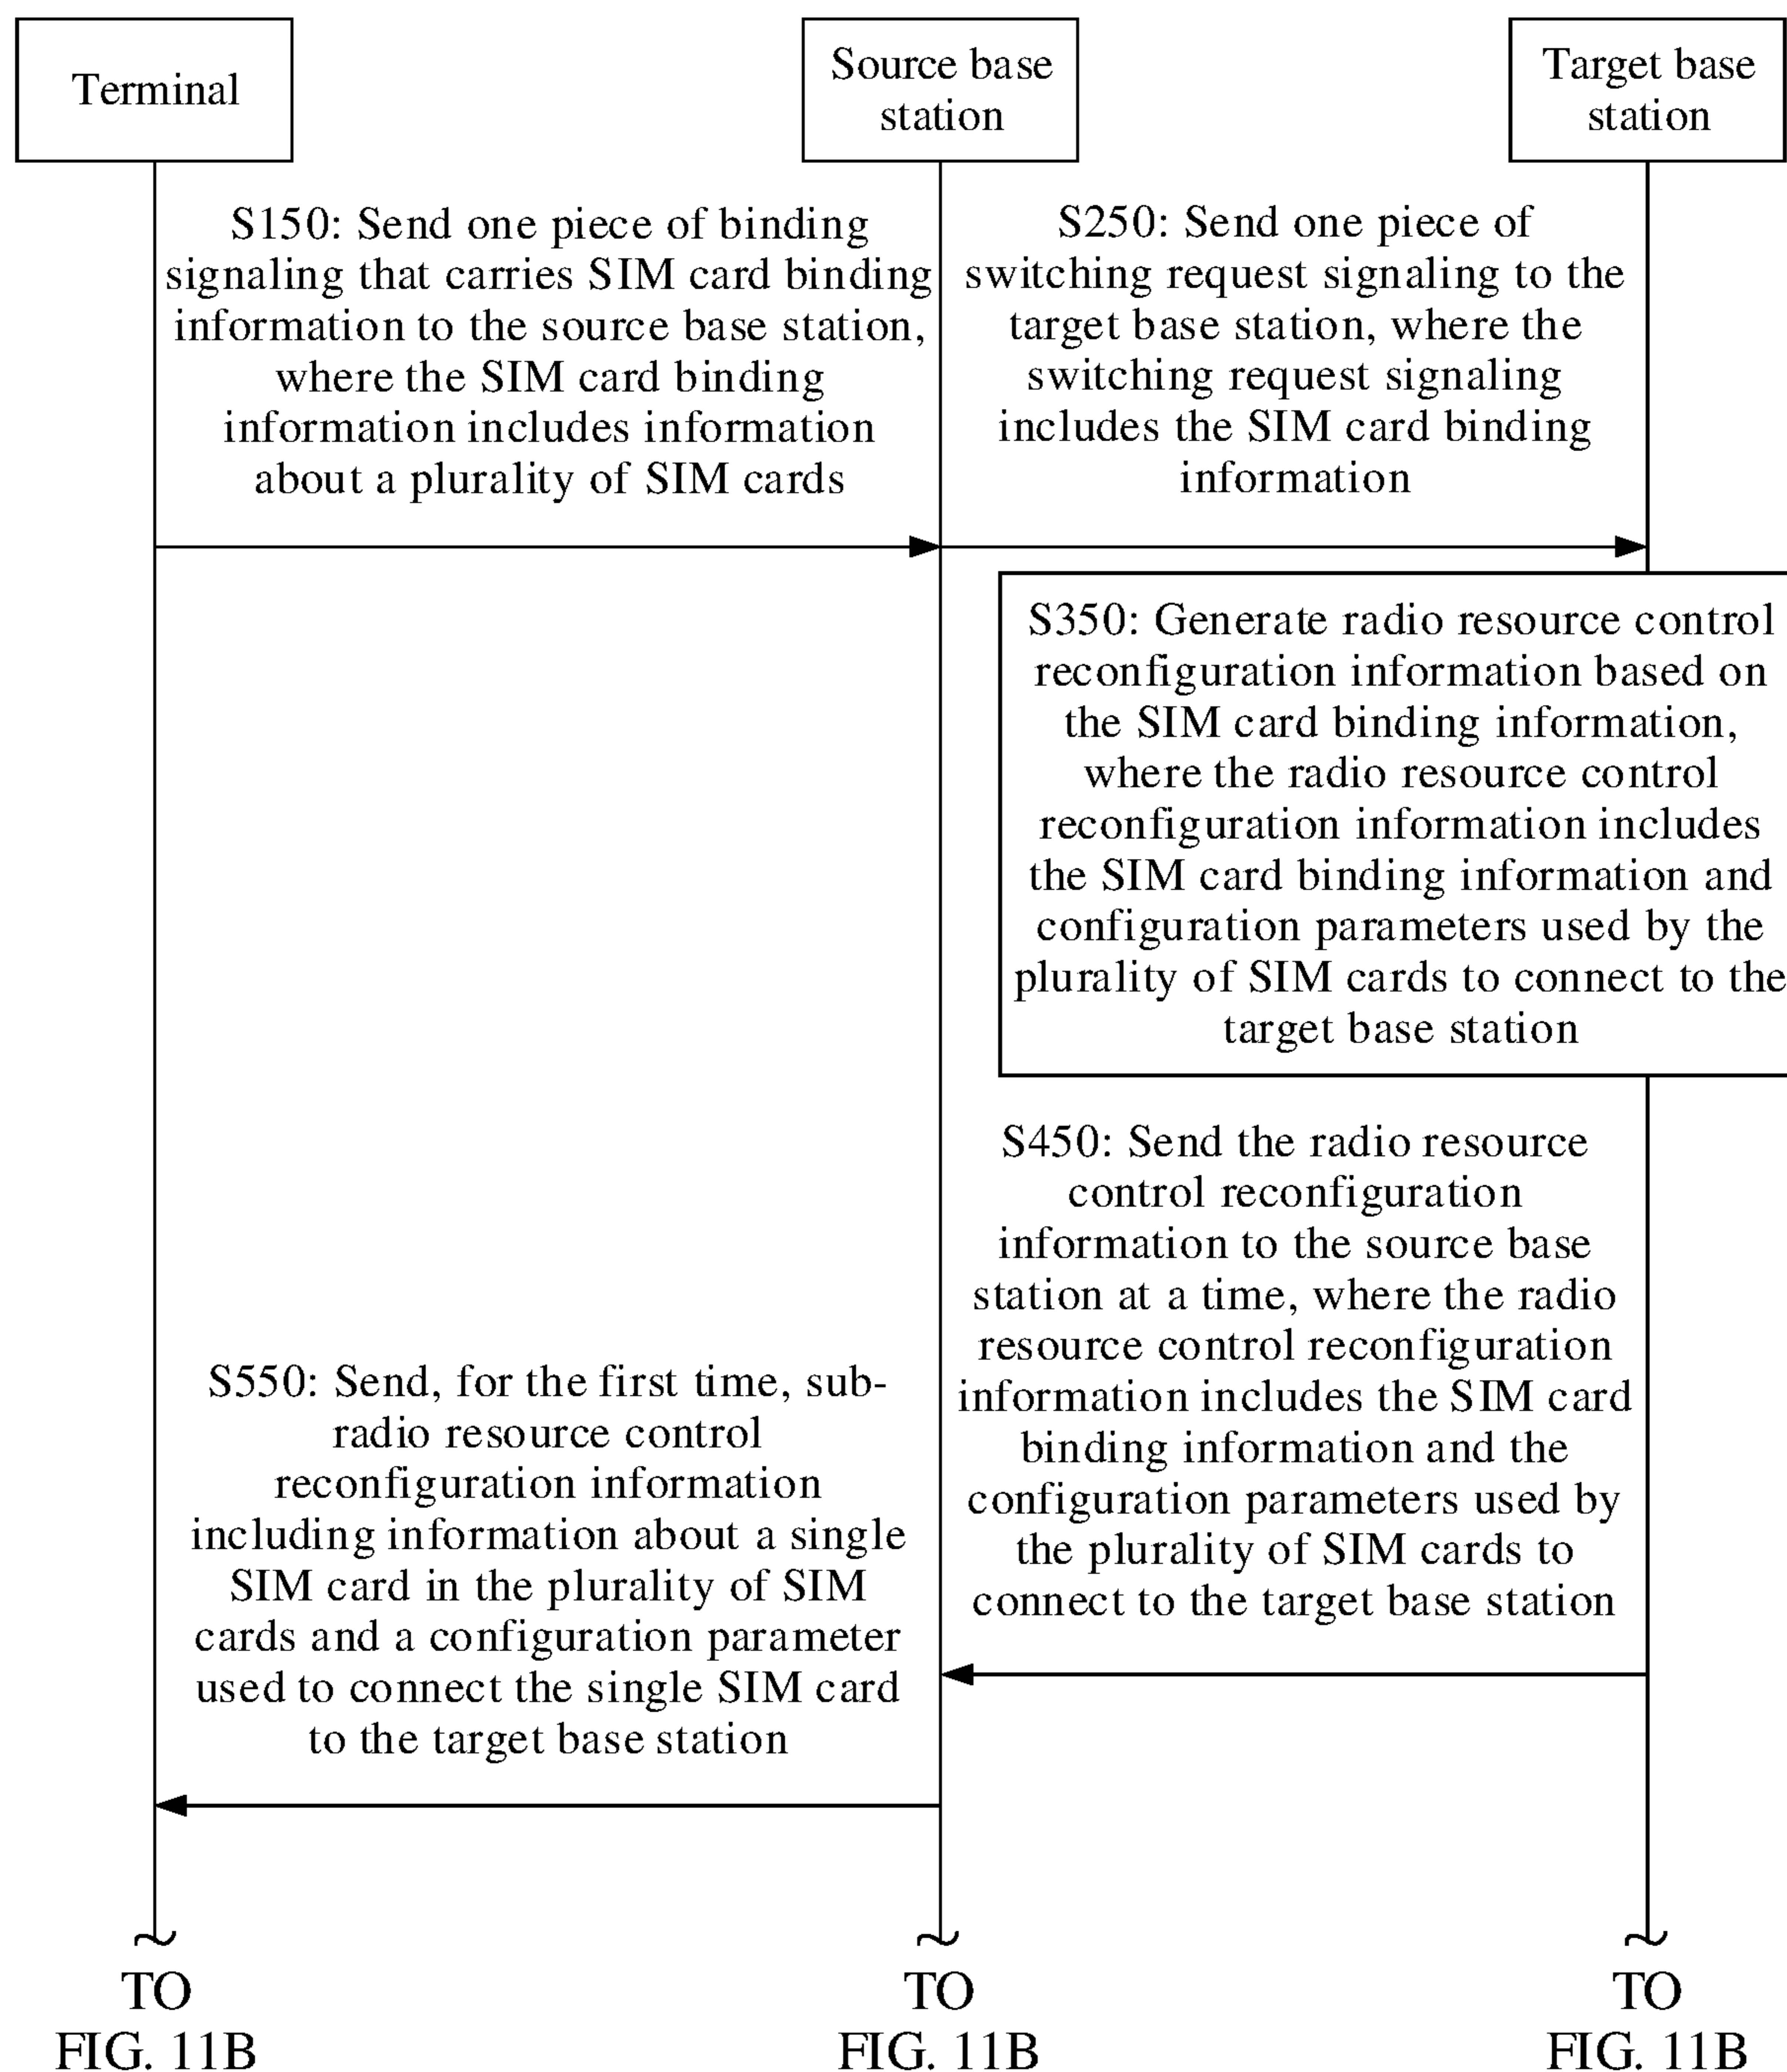 Terminal
Source base
station
Target base
station
S150: Send one piece of binding
signaling that carries SIM card binding
information to the source base station,
where the SIM card binding
information includes information
about a plurality of SIM cards
S250: Send one piece of
switching request signaling to the
target base station, where the
switching request signaling
includes the SIM card binding
information
S350: Generate radio resource control
reconfiguration information based on
the SIM card binding information,
where the radio resource control
reconfiguration information includes
the SIM card binding information and
configuration parameters used by the
plurality of SIM cards to connect to the
target base station
S450: Send the radio resource
control reconfiguration
information to the source base
station at a time, where the radio
resource control reconfiguration
information includes the SIM card
binding information and the
configuration parameters used by
the plurality of SIM cards to
connect to the target base station
S550: Send, for the first time, sub-
radio resource control
reconfiguration information
including information about a single
SIM card in the plurality of SIM
cards and a configuration parameter
used to connect the single SIM card
to the target base station
TO
FIG. 11B
TO
FIG. 11B
TO
FIG. 11B